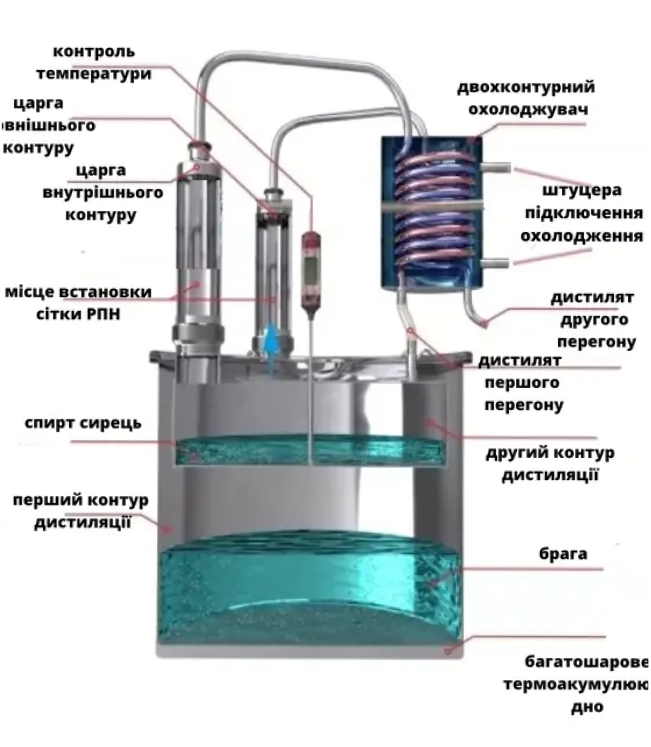 контроль
температури
царга
овнішнього
контуру
царга
внутрішнього
контуру
місце встановки
сітки РПН
спирт сирець
перший контур
дистиляції
двохконтурний
охолоджувач
штуцера
підключення
охолодження
дистилят
другого
перегону
дистилят
першого
перегону
другий контур
дистиляції
брага
багатошарове
термоакумулюю
дно